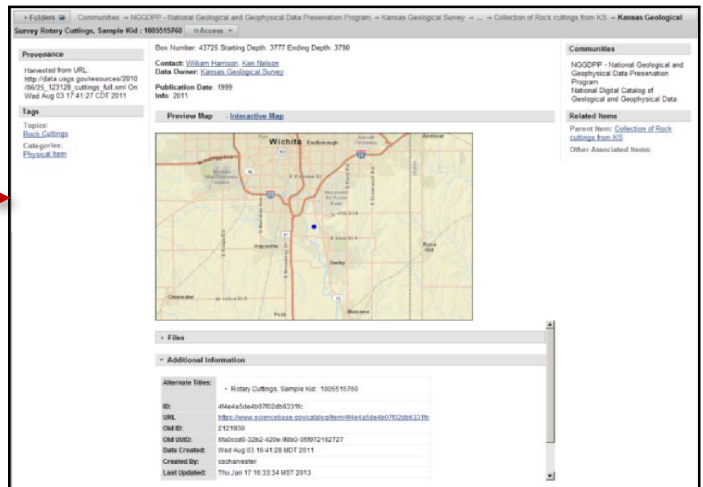 Folders Communities → NGGDPP - National Geological and Geophysical Data Preservation Program → Kansas Geological Survey → ... → Collection of Rock cuttings from KS → Kansas Geological
Survey Rotary Cuttings, Sample Kid : 1005515760 Access
Provenance
Harvested from URL:
http://data.usgs.gov/resources/2010
/06/25_123128_cuttings_full.xml On
Wed Aug 03 17:41:27 CDT 2011
Tags
Topics:
Rock Cuttings
Categories:
Physical Item
Box Number: 43725 Starting Depth: 3777 Ending Depth: 3790
Contact: William Harrison, Ken Nelson
Data Owner: Kansas Geological Survey
Publication Date: 1999
Info: 2011
Preview Map - Interactive Map
Wichita
Eastborough
Andover
Haysville
Derby
Rose Hill
Clearwater
Mulvane
Peck
Files
Additional Information
Alternate Titles:
Rotary Cuttings, Sample Kid : 1005515760
ID:
URL
Old ID: 2121930
Old UUID:
Date Created: Wed Aug 03 16:41:28 MDT 2011
Created By: cscharvester
Last Updated: Thu Jan 17 16:33:34 MST 2013
Communities
NGGDPP - National Geological and
Geophysical Data Preservation
Program
National Digital Catalog of
Geological and Geophysical Data
Related Items
Parent Item: Collection of Rock
cuttings from KS
Other Associated Items: